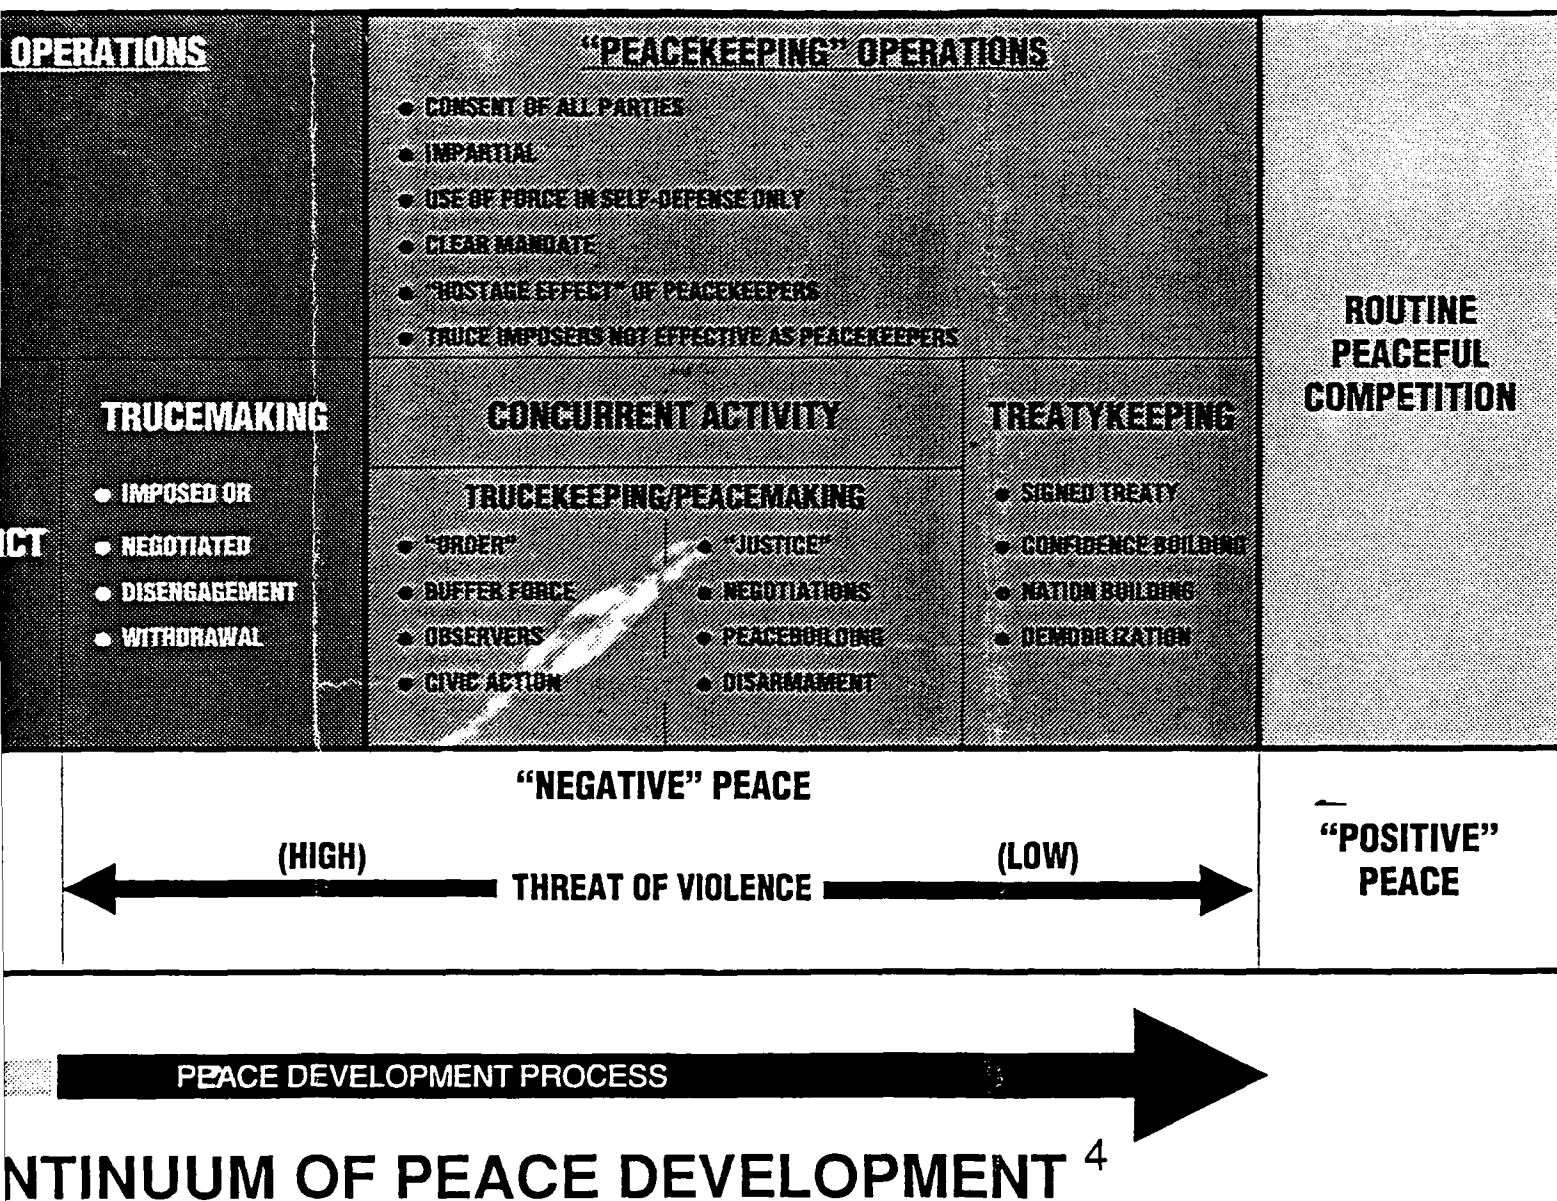 OPERATIONS
“PEACEKEEPING” OPERATIONS
● CONSENT OF ALL PARTIES
● IMPARTIAL
● USE OF FORCE IN SELF-DEFENSE ONLY
● CLEAR MANDATE
● “HOSTAGE EFFECT” OF PEACEKEEPERS
● TRUCE IMPOSERS NOT EFFECTIVE AS PEACEKEEPERS
ROUTINE
PEACEFUL
COMPETITION
ICT
TRUCEMAKING
● IMPOSED OR
● NEGOTIATED
● DISENGAGEMENT
● WITHDRAWAL
CONCURRENT ACTIVITY
TRUCEKEEPING/PEACEMAKING
● “ORDER”
● BUFFER FORCE
● OBSERVERS
● CIVIC ACTION
● “JUSTICE”
● NEGOTIATIONS
● PEACEBUILDING
● DISARMAMENT
TREATYKEEPING
● SIGNED TREATY
● CONFIDENCE BUILDING
● NATION BUILDING
● DEMOBILIZATION
“NEGATIVE” PEACE
(HIGH)
THREAT OF VIOLENCE
(LOW)
“POSITIVE”
PEACE
PEACE DEVELOPMENT PROCESS
NTINUUM OF PEACE DEVELOPMENT 4